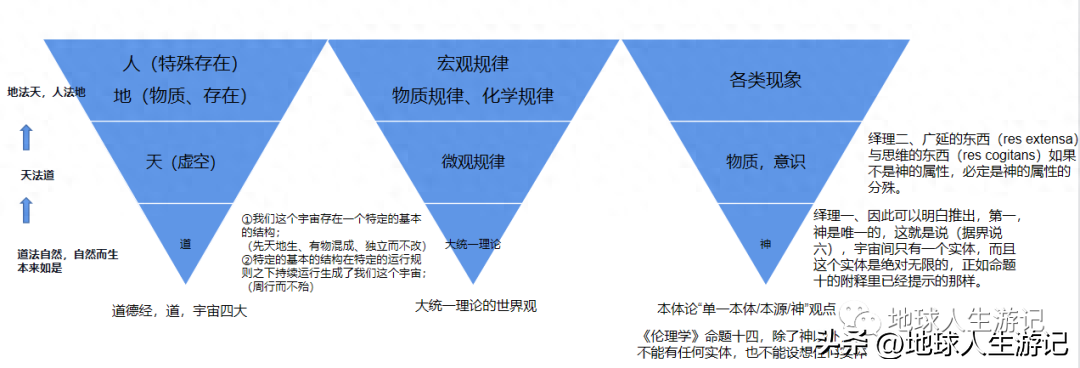 人（特殊存在）
地（物质、存在）
地法天，人法地
天（虚空）
天法道
道
道法自然，自然而生
本来如是
①我们这个宇宙存在一个特定的基本
的结构；
（先天地生、有物混成、独立而不改）
②特定的基本的结构在特定的运行规
则之下持续运行生成了我们这个宇宙；
（周行而不殆）
道德经，道，宇宙四大
宏观规律
物质规律、化学规律
微观规律
大统一理论
大统一理论的世界观
各类现象
物质，意识
神
绎理二、广延的东西（res extensa）
与思维的东西（res cogitans）如果
不是神的属性，必定是神的属性的
分殊。
绎理一、因此可以明白推出，第一，
神是唯一的，这就是说（据界说
六），宇宙间只有一个实体，而且
这个实体是绝对无限的，正如命题
十的附释里已经提示的那样。
本体论"单一本体/本源/神"观点
《伦理学》命题十四，除了神以
不能有任何实体，也不能设想任何实体
地球人生游记
头条@地球人生游记